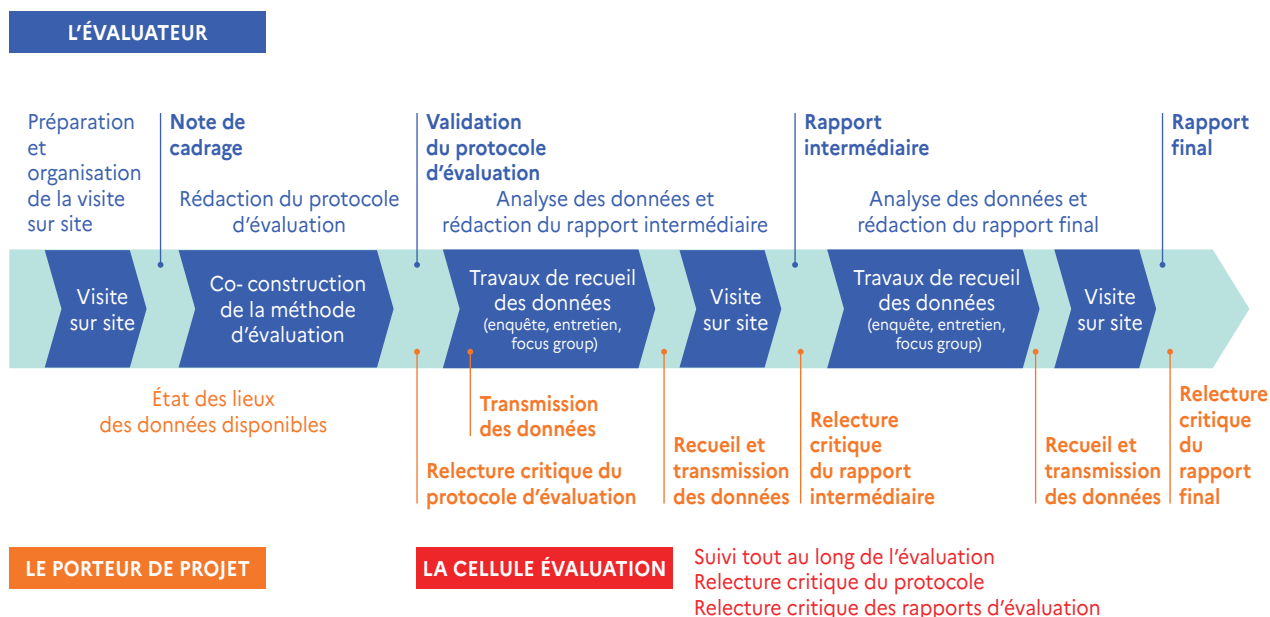 L'ÉVALUATEUR
Préparation
et
organisation
de la visite
sur site
Note de
cadrage
Rédaction du protocole
d'évaluation
Validation
du protocole
d'évaluation
Analyse des données et
rédaction du rapport intermédiaire
Rapport
intermédiaire
Analyse des données et
rédaction du rapport final
Rapport
final
Visite
sur site
Co- construction
de la méthode
d'évaluation
Travaux de recueil
des données
(enquête, entretien,
focus group)
Visite
sur site
Travaux de recueil
des données
(enquête, entretien,
focus group)
Visite
sur site
État des lieux
des données disponibles
Transmission
des données
Relecture critique du
protocole d'évaluation
Recueil et
transmission
des données
Relecture
critique
du rapport
intermédiaire
Recueil et
transmission
des données
Relecture
critique
du
rapport
final
LE PORTEUR DE PROJET
LA CELLULE ÉVALUATION
Suivi tout au long de l'évaluation
Relecture critique du protocole
Relecture critique des rapports d'évaluation